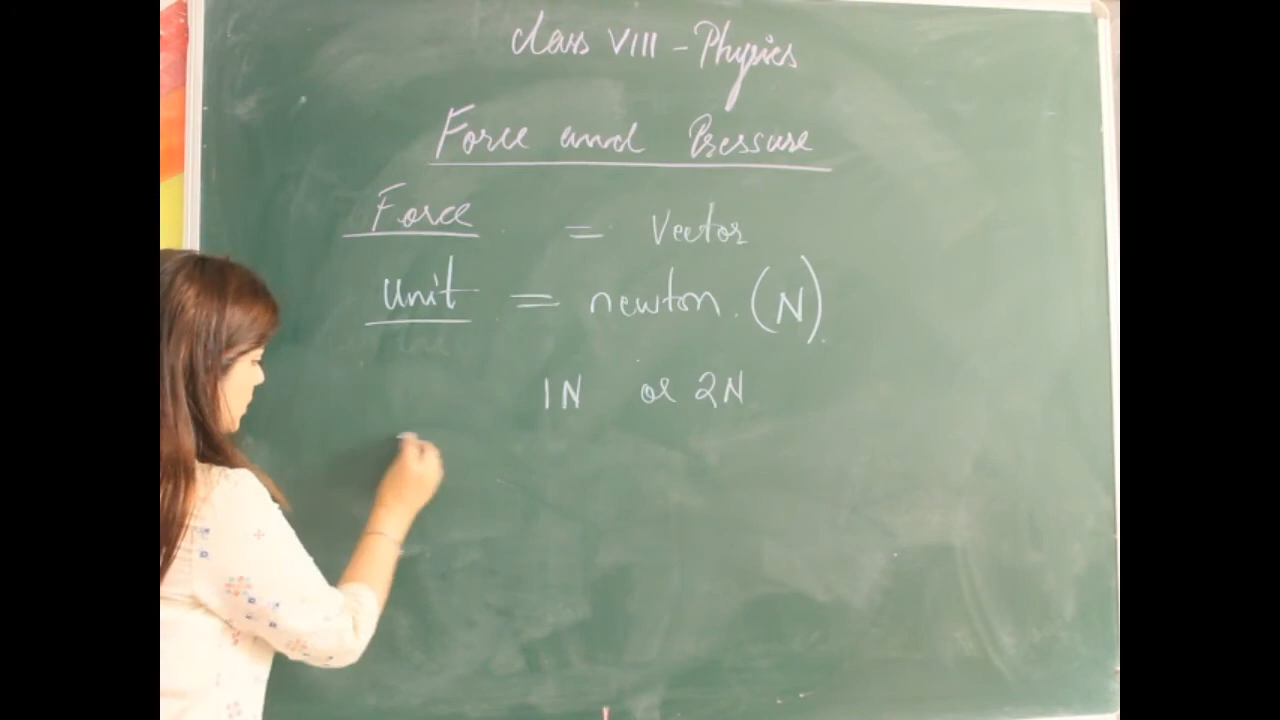 Class VIII - Physics
Force and Pressure
Force = Vector
Unit = newton. (N).
1N or 2N